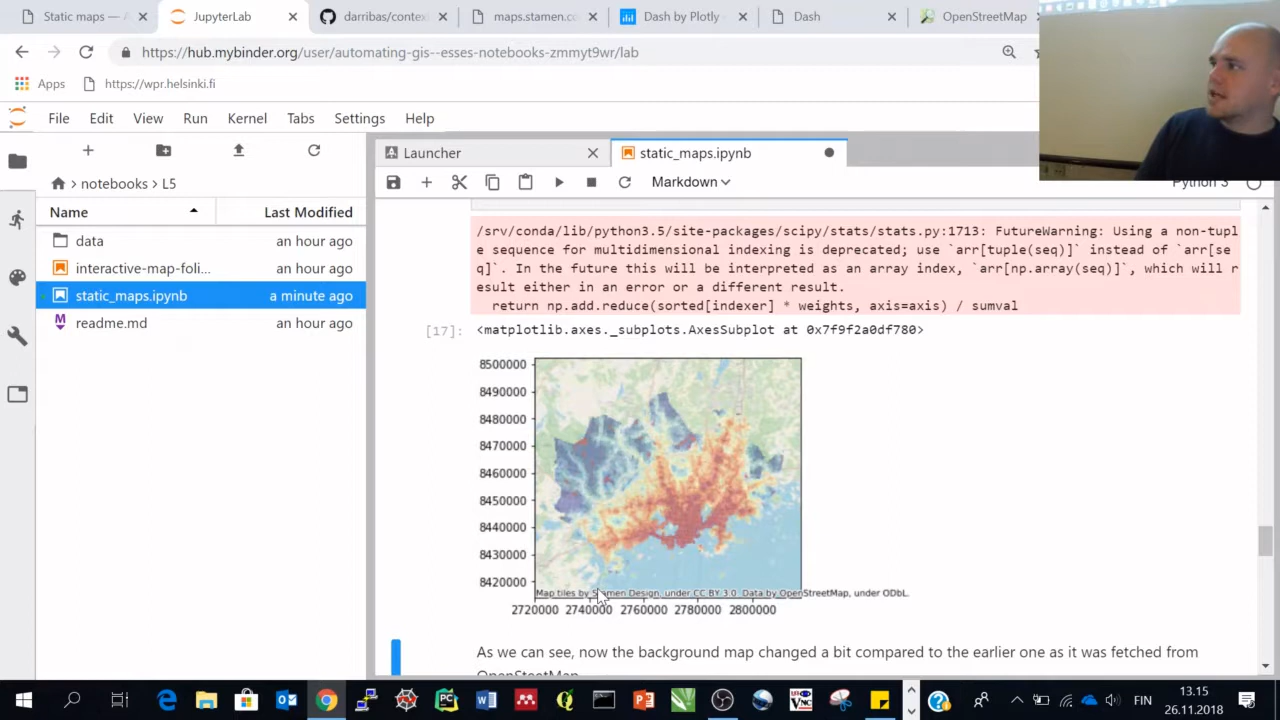 Static maps —
JupyterLab
darribas/context
maps.stamen.co
Dash by Plotly –
Dash
OpenStreetMap
https://hub.mybinder.org/user/automating-gis--esses-notebooks-zmmyt9wr/lab
Apps
https://wpr.helsinki.fi
File Edit View Run Kernel Tabs Settings Help
Launcher
static_maps.ipynb
notebooks > L5
Markdown
Python 3
Name Last Modified
data an hour ago
interactive-map-foli... an hour ago
static_maps.ipynb a minute ago
readme.md an hour ago
/srv/conda/lib/python3.5/site-packages/scipy/stats/stats.py:1713: FutureWarning: Using a non-tupl
e sequence for multidimensional indexing is deprecated; use `arr[tuple(seq)]` instead of `arr[se
q]`. In the future this will be interpreted as an array index, `arr[np.array(seq)]`, which will r
esult either in an error or a different result.
return np.add.reduce(sorted[indexer] * weights, axis=axis) / sumval
[17]: <matplotlib.axes._subplots.AxesSubplot at 0x7f9f2a0df780>
8500000
8490000
8480000
8470000
8460000
8450000
8440000
8430000
8420000
Map tiles by Stamen Design, under CC BY 3.0. Data by OpenStreetMap, under ODbL.
2720000 2740000 2760000 2780000 2800000
As we can see, now the background map changed a bit compared to the earlier one as it was fetched from
OpenSteetMap
FIN
13.15
26.11.2018